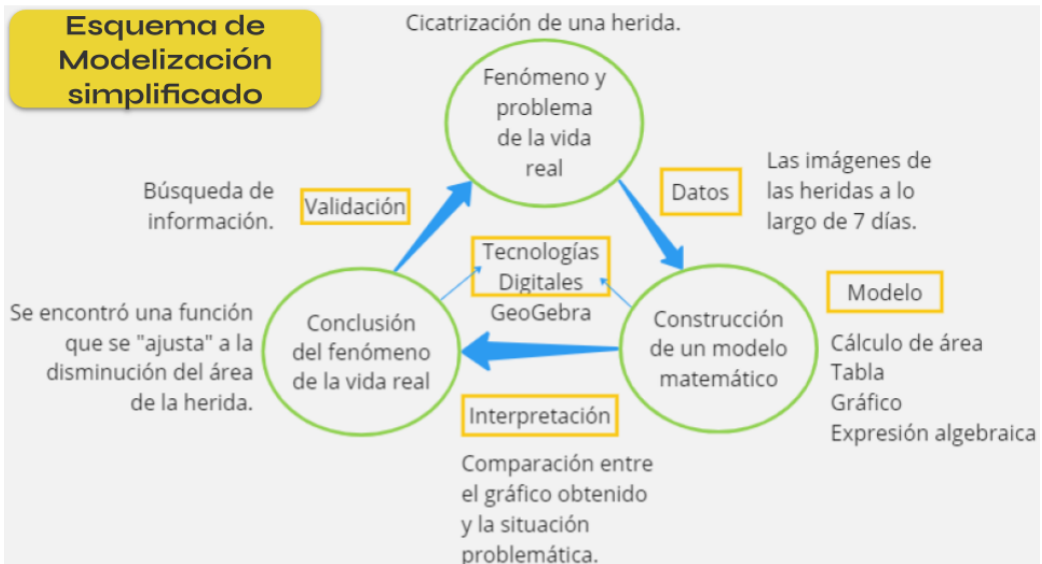 Esquema de
Modelización
simplificado
Cicatrización de una herida.
Fenómeno y
problema
de la vida
real
Datos
Las imágenes de
las heridas a lo
largo de 7 días.
Búsqueda de
información.
Validación
Tecnologías
Digitales
GeoGebra
Construcción
de un modelo
matemático
Modelo
Cálculo de área
Tabla
Gráfico
Expresión algebraica
Interpretación
Comparación entre
el gráfico obtenido
y la situación
problemática.
Conclusión
del fenómeno
de la vida real
Se encontró una función
que se "ajusta" a la
disminución del área
de la herida.